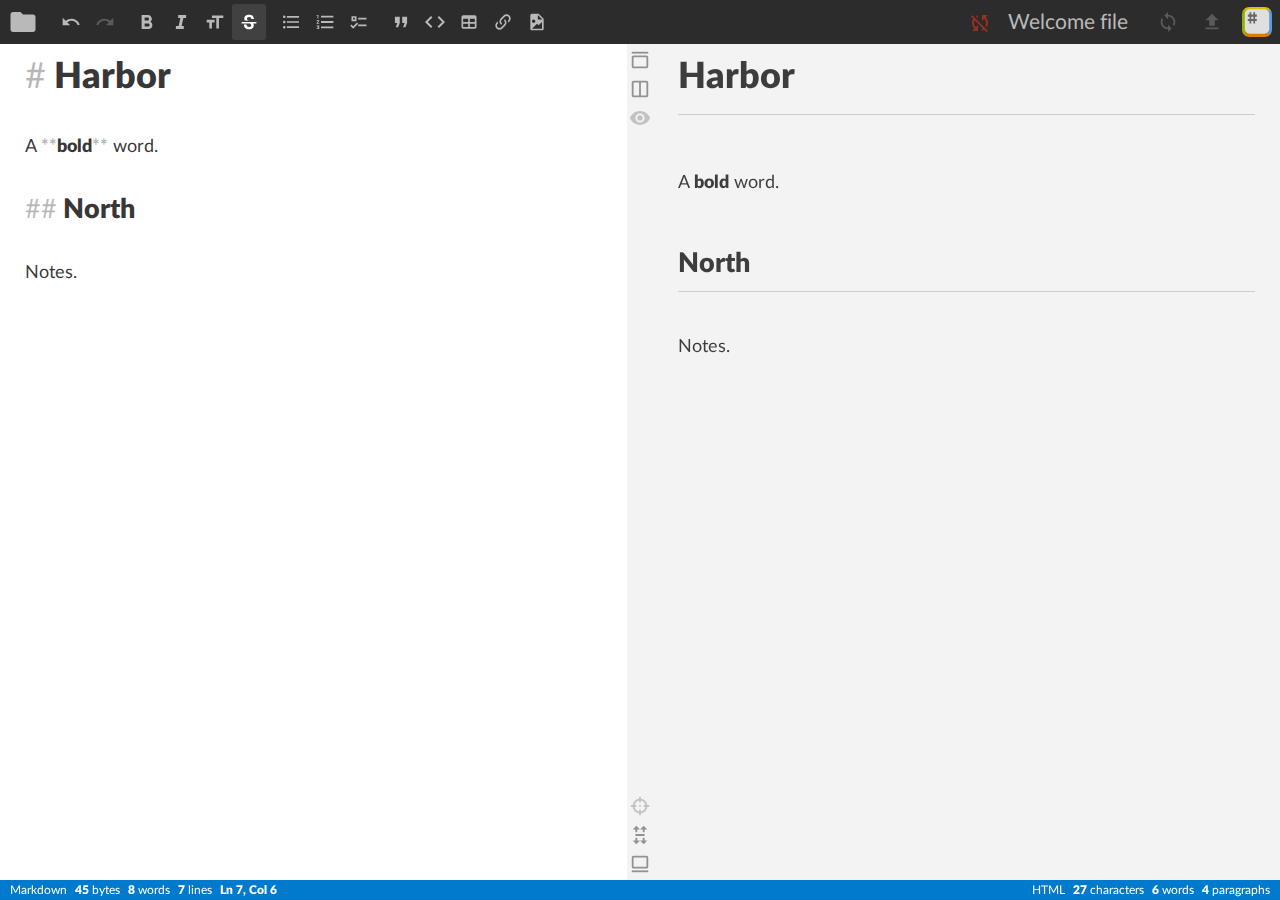 Welcome file
# Harbor
A **bold** word.
## North
Notes.
Harbor
A bold word.
North
Notes.
Markdown 45 bytes 8 words 7 lines Ln 7, Col 6
HTML 27 characters 6 words 4 paragraphs